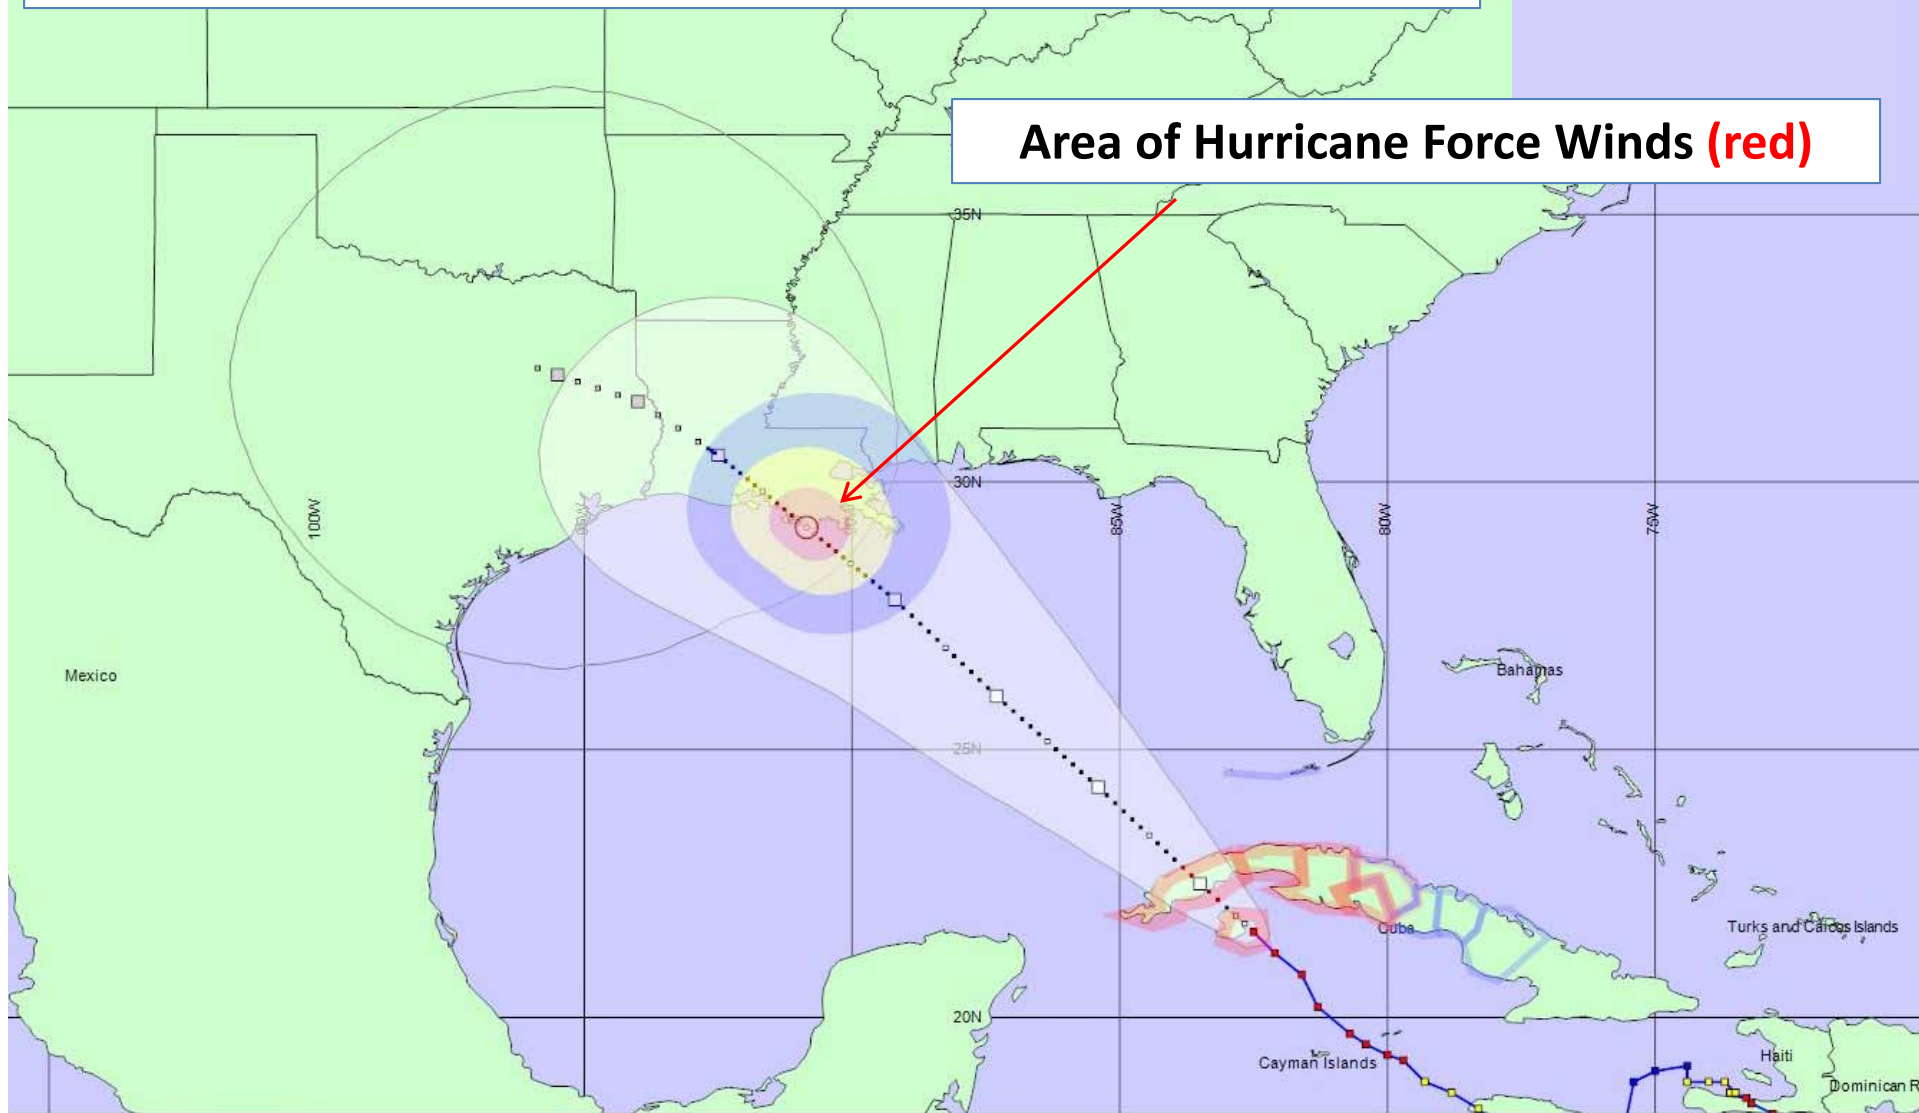 Area of Hurricane Force Winds (red)
35N
30N
100W
85W
80W
75W
Mexico
Bahamas
25N
Turks and Caicos Islands
Cuba
20N
Cayman Islands
Haiti
Dominican R